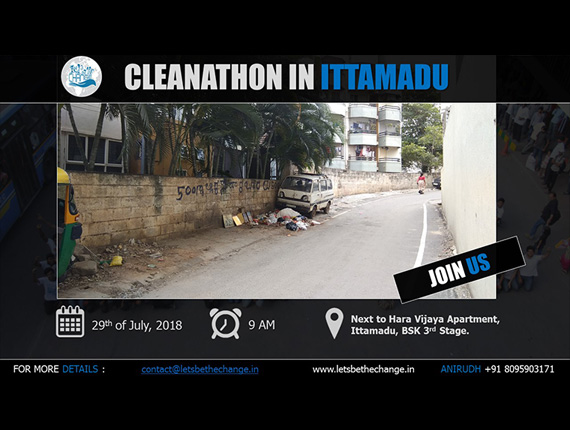 CLEANATHON IN ITTAMADU
JOIN US
29th of July, 2018
9 AM
Next to Hara Vijaya Apartment,
Ittamadu, BSK 3rd Stage.
FOR MORE DETAILS :
contact@letsbethechange.in
www.letsbethechange.in
ANIRUDH +91 8095903171